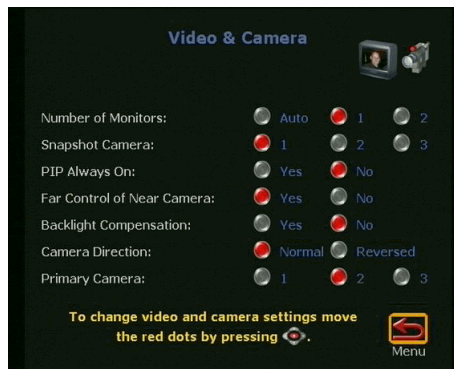 Video & Camera
Number of Monitors: Auto 1 2
Snapshot Camera: 1 2 3
PIP Always On: Yes No
Far Control of Near Camera: Yes No
Backlight Compensation: Yes No
Camera Direction: Normal Reversed
Primary Camera: 1 2 3
To change video and camera settings move
the red dots by pressing .
Menu